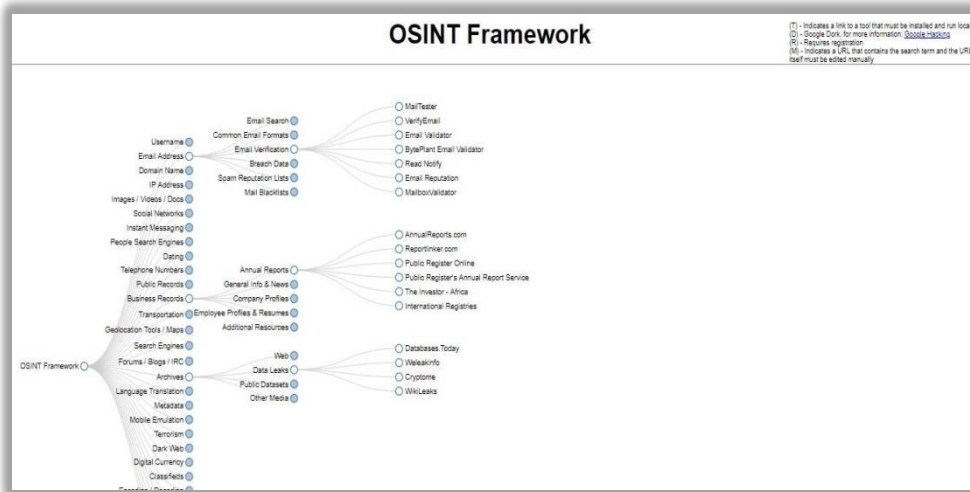 OSINT Framework
(T) - Indicates a link to a tool that must be installed and run loca
(D) - Google Dork, for more information: Google Hacking
(R) - Requires registration
(M) - Indicates a URL that contains the search term and the URL
itself must be edited manually
OSINT Framework
Username
Email Address
Domain Name
IP Address
Images / Videos / Docs
Social Networks
Instant Messaging
People Search Engines
Dating
Telephone Numbers
Public Records
Business Records
Transportation
Geolocation Tools / Maps
Search Engines
Forums / Blogs / IRC
Archives
Language Translation
Metadata
Mobile Emulation
Terrorism
Dark Web
Digital Currency
Classifieds
Email Search
Common Email Formats
Email Verification
Breach Data
Spam Reputation Lists
Mail Blacklists
Annual Reports
General Info & News
Company Profiles
Employee Profiles & Resumes
Additional Resources
Web
Data Leaks
Public Datasets
Other Media
MailTester
VerifyEmail
Email Validator
BytePlant Email Validator
Read Notify
Email Reputation
MailboxValidator
AnnualReports.com
Reportlinker.com
Public Register Online
Public Register's Annual Report Service
The Investor - Africa
International Registries
Databases.Today
Weleakinfo
Cryptome
WikiLeaks